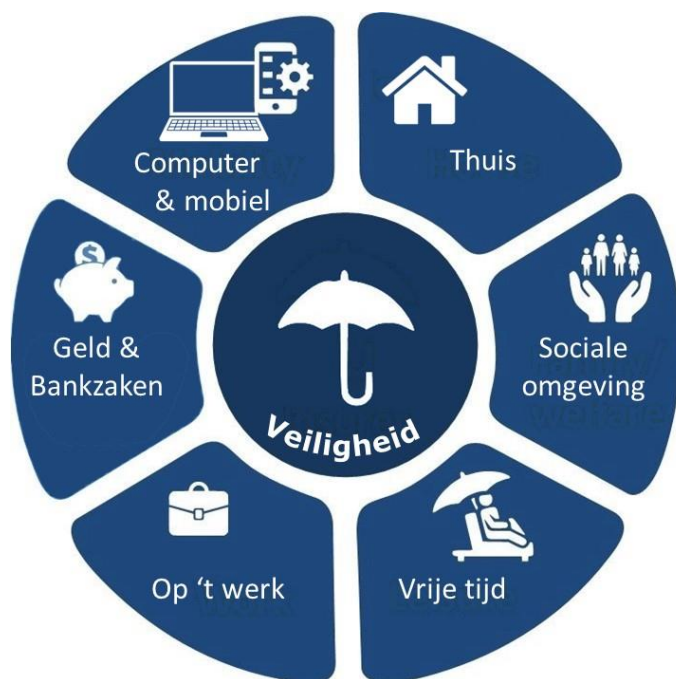 Computer
& mobiel
Thuis
Geld &
Bankzaken
$
Sociale
omgeving
Veiligheid
Op ‘t werk
Vrije tijd